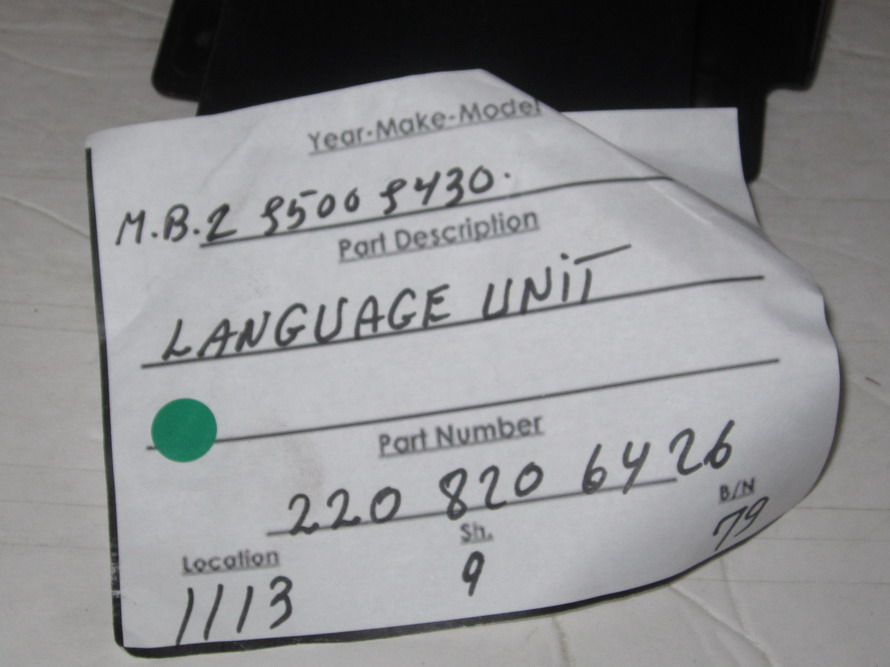 Year-Make-Model
M.B.2 S500 S430.
Part Description
LANGUAGE UNIT
Part Number
220 820 6426
Location Sh. B/N
1113 9 79